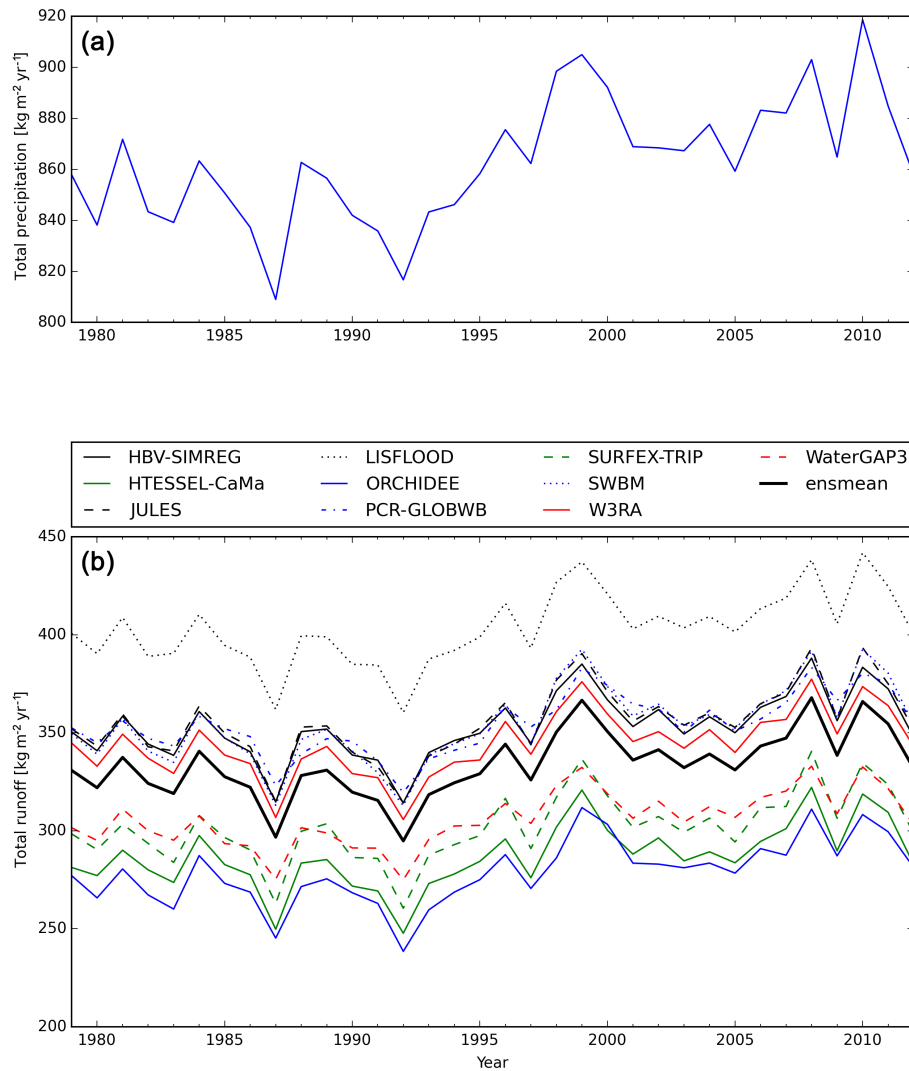 (a)
Total precipitation [kg m⁻² yr⁻¹]
920
900
880
860
840
820
800
1980 1985 1990 1995 2000 2005 2010
HBV-SIMREG LISFLOOD SURFEX-TRIP WaterGAP3
HTESSEL-CaMa ORCHIDEE SWBM ensmean
JULES PCR-GLOBWB W3RA
(b)
Total runoff [kg m⁻² yr⁻¹]
450
400
350
300
250
200
1980 1985 1990 1995 2000 2005 2010
Year